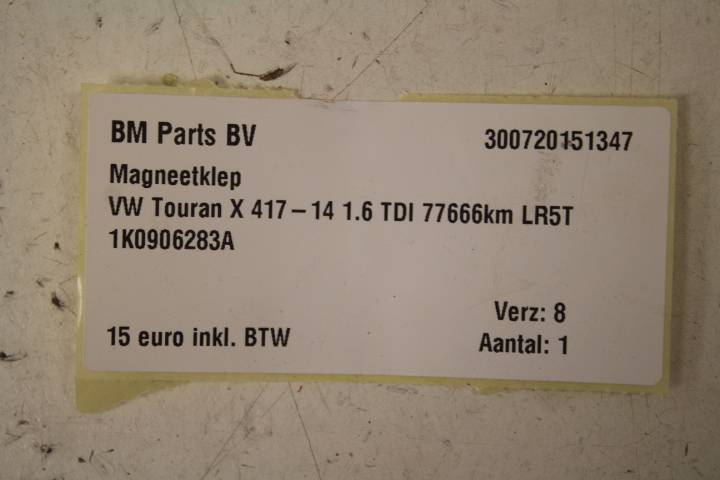 BM Parts BV 300720151347
Magneetklep
VW Touran X 417-14 1.6 TDI 77666km LR5T
1K0906283A
Verz: 8
15 euro inkl. BTW Aantal: 1